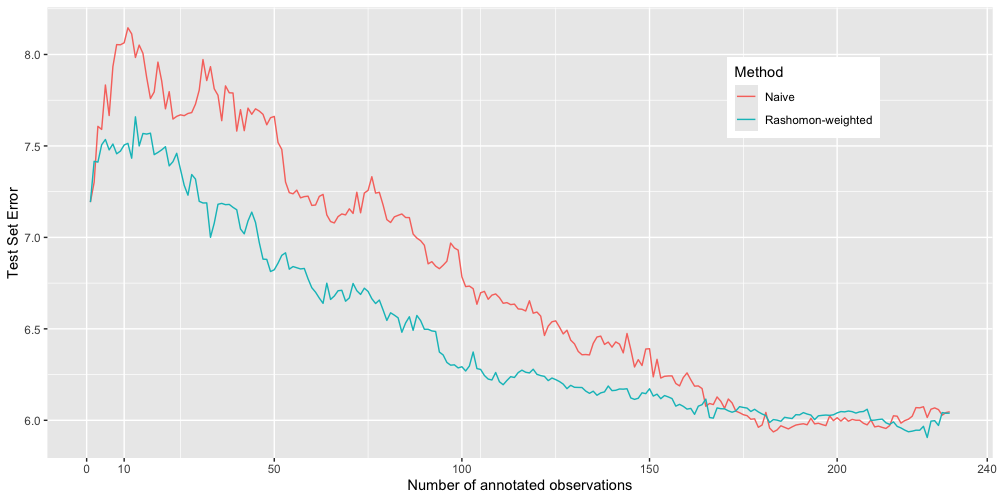 8.0
7.5
7.0
6.5
6.0
Test Set Error
Method
Naive
Rashomon-weighted
0 10 50 100 150 200 240
Number of annotated observations